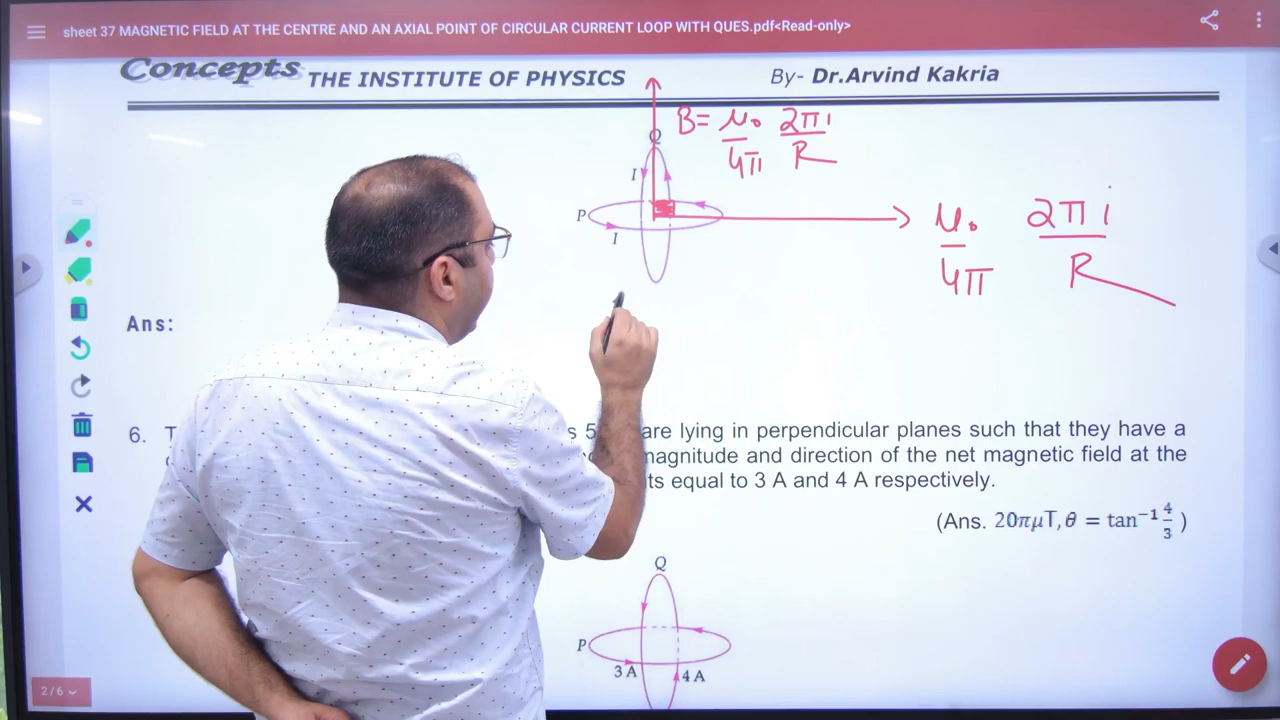 sheet 37 MAGNETIC FIELD AT THE CENTRE AND AN AXIAL POINT OF CIRCULAR CURRENT LOOP WITH QUES.pdf<Read-only>
Concepts THE INSTITUTE OF PHYSICS By- Dr.Arvind Kakria
Q
B= μ₀/4π 2πi/R
I
P
I
μ₀/4π 2πi/R
Ans:
6. are lying in perpendicular planes such that they have a
magnitude and direction of the net magnetic field at the
equal to 3 A and 4 A respectively.
(Ans. 20πμT, θ = tan⁻¹ 4/3 )
Q
P
3 A
4 A
2/6